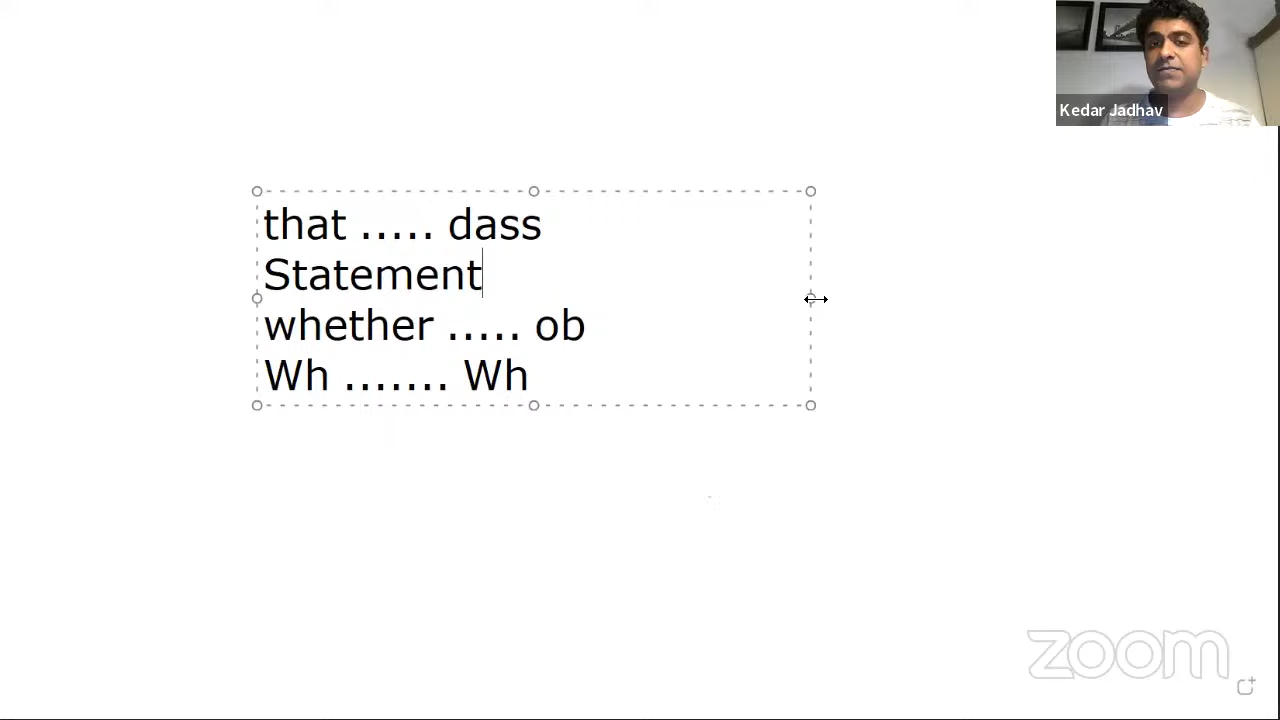 Kedar Jadhav
that ..... dass
Statement
whether ..... ob
Wh ....... Wh
zoom